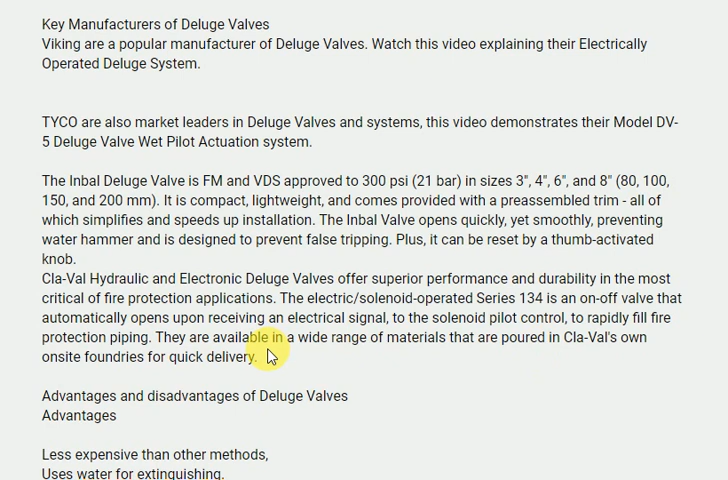 Key Manufacturers of Deluge Valves
Viking are a popular manufacturer of Deluge Valves. Watch this video explaining their Electrically
Operated Deluge System.
TYCO are also market leaders in Deluge Valves and systems, this video demonstrates their Model DV-
5 Deluge Valve Wet Pilot Actuation system.
The Inbal Deluge Valve is FM and VDS approved to 300 psi (21 bar) in sizes 3", 4", 6", and 8" (80, 100,
150, and 200 mm). It is compact, lightweight, and comes provided with a preassembled trim - all of
which simplifies and speeds up installation. The Inbal Valve opens quickly, yet smoothly, preventing
water hammer and is designed to prevent false tripping. Plus, it can be reset by a thumb-activated
knob.
Cla-Val Hydraulic and Electronic Deluge Valves offer superior performance and durability in the most
critical of fire protection applications. The electric/solenoid-operated Series 134 is an on-off valve that
automatically opens upon receiving an electrical signal, to the solenoid pilot control, to rapidly fill fire
protection piping. They are available in a wide range of materials that are poured in Cla-Val's own
onsite foundries for quick delivery.
Advantages and disadvantages of Deluge Valves
Advantages
Less expensive than other methods,
Uses water for extinguishing.